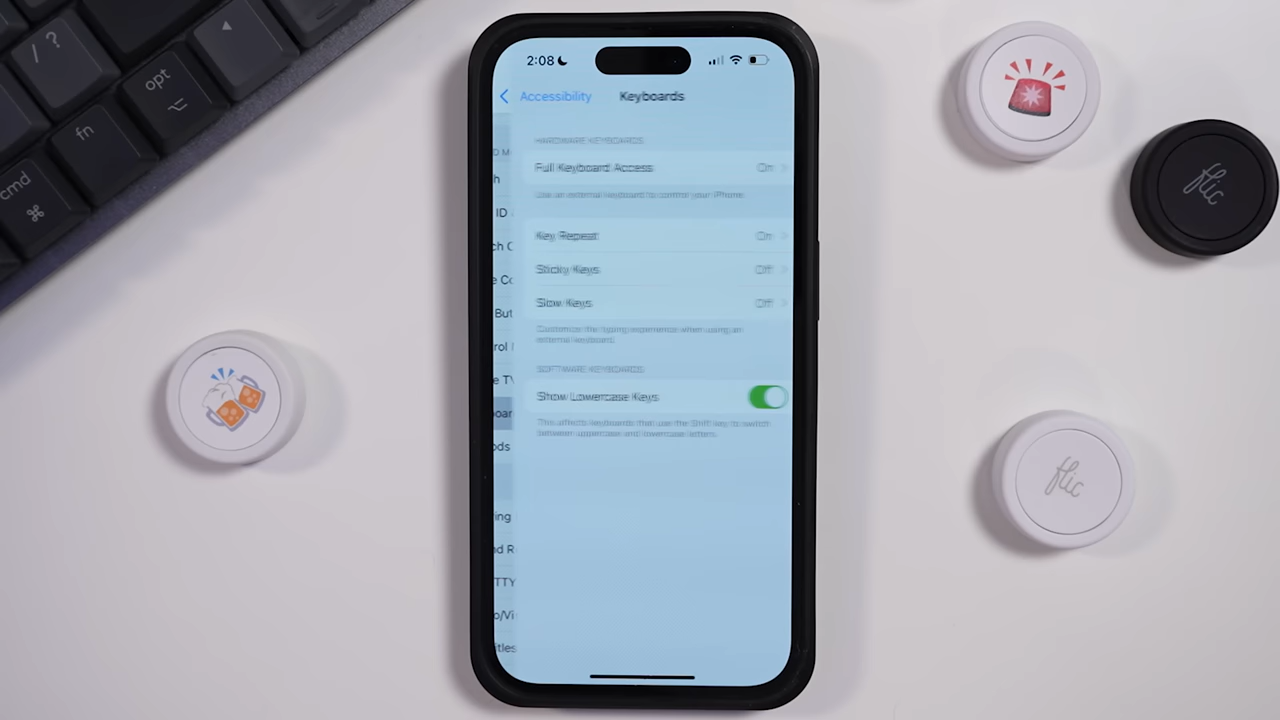 / ?
opt
fn
cmd
2:08
Accessibility
Keyboards
HARDWARE KEYBOARDS
Full Keyboard Access
On
Use an external keyboard to control your iPhone.
Key Repeat
On
Sticky Keys
Off
Slow Keys
Off
Customize the typing experience when using an
external keyboard.
SOFTWARE KEYBOARDS
Show Lowercase Keys
This affects keyboards that use the Shift key to switch
between uppercase and lowercase letters.
flic
flic